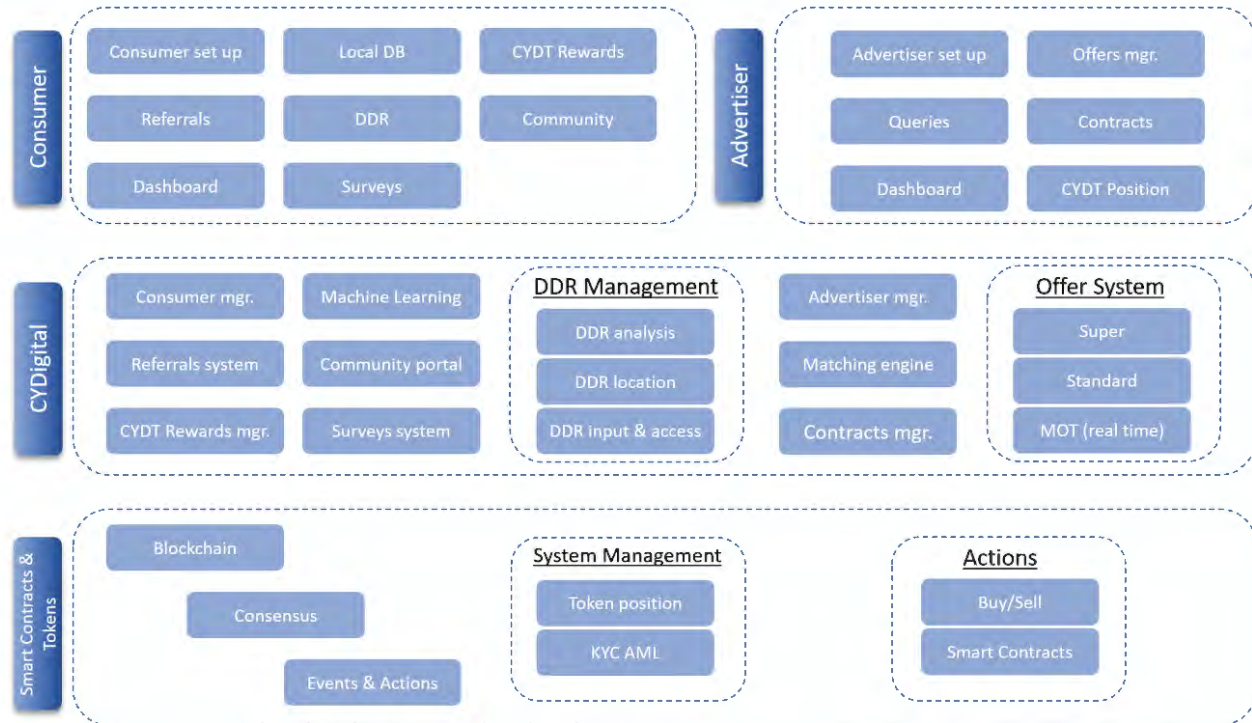 Consumer
Consumer set up
Local DB
CYDT Rewards
Referrals
DDR
Community
Dashboard
Surveys
Advertiser
Advertiser set up
Offers mgr.
Queries
Contracts
Dashboard
CYDT Position
CYDigital
Consumer mgr.
Machine Learning
Referrals system
Community portal
CYDT Rewards mgr.
Surveys system
DDR Management
DDR analysis
DDR location
DDR input & access
Advertiser mgr.
Matching engine
Contracts mgr.
Offer System
Super
Standard
MOT (real time)
Smart Contracts &
Tokens
Blockchain
Consensus
Events & Actions
System Management
Token position
KYC AML
Actions
Buy/Sell
Smart Contracts